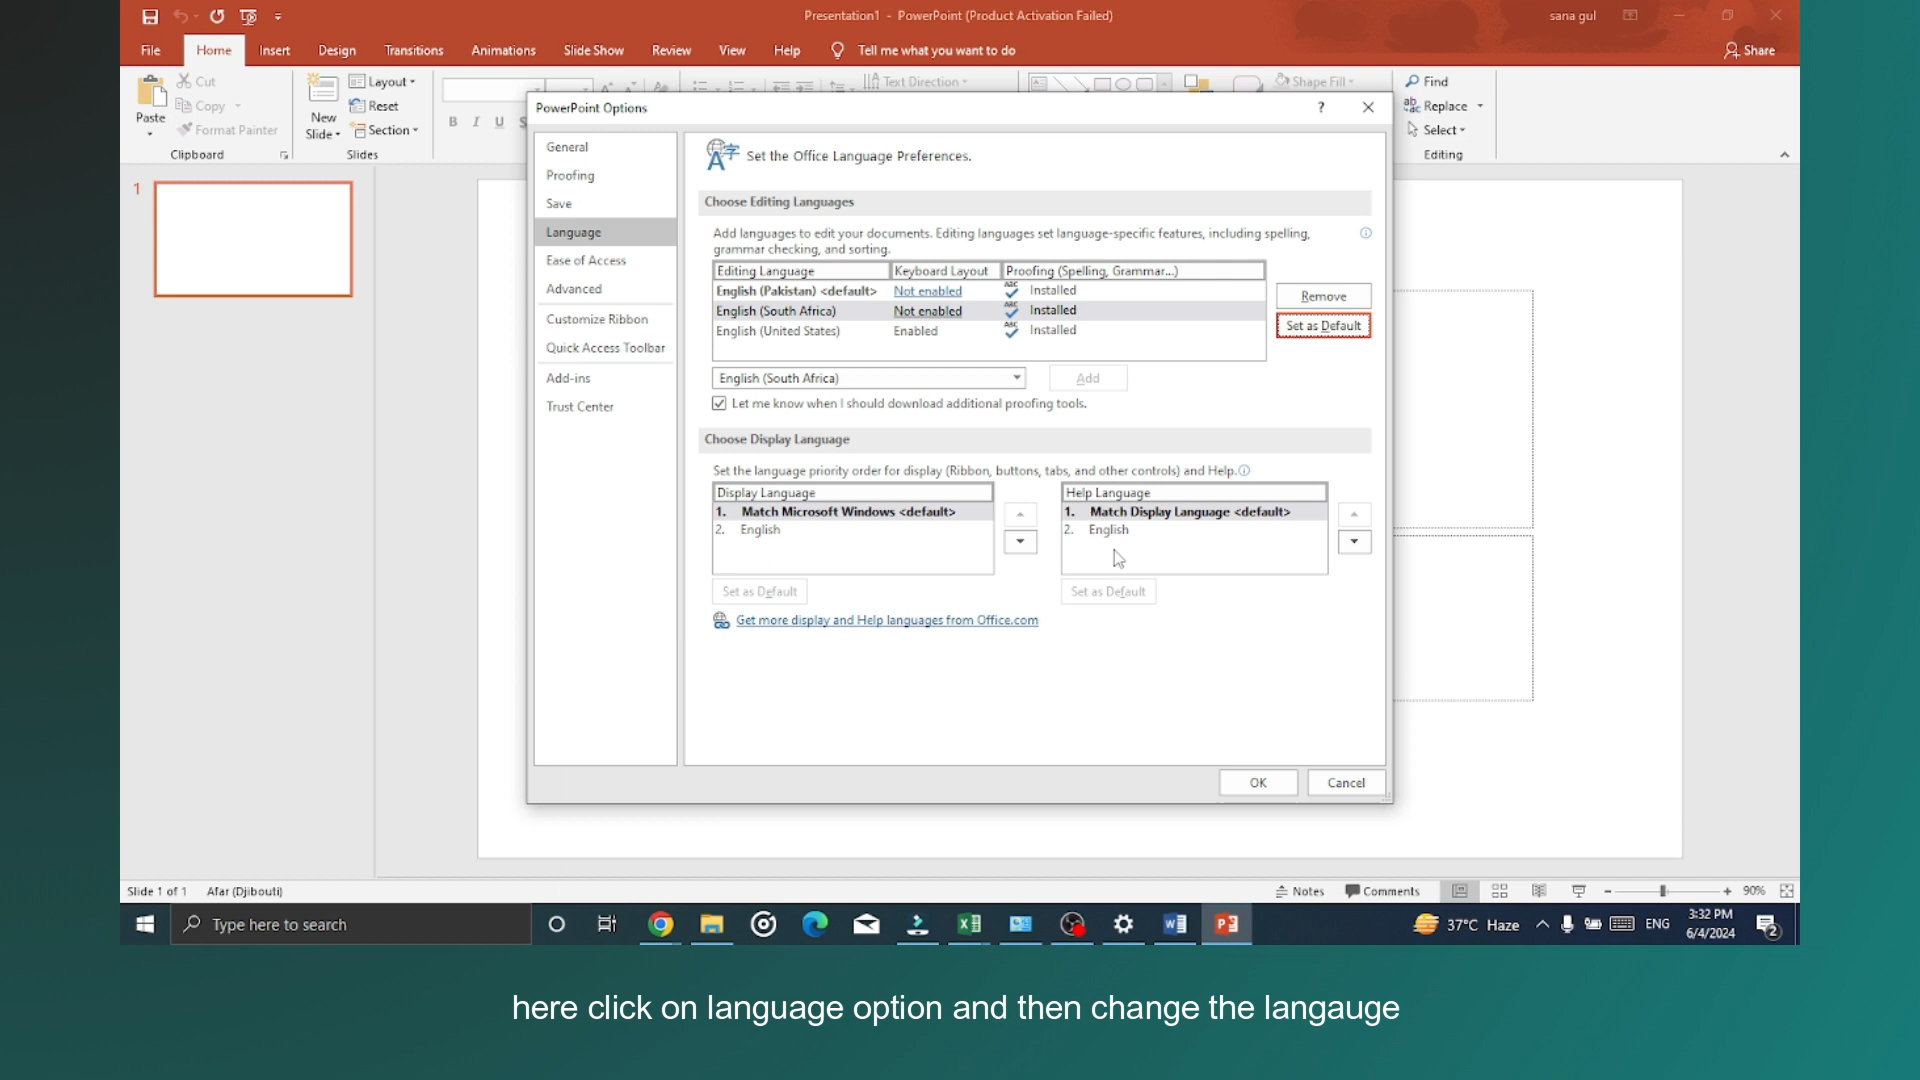 Presentation1 - PowerPoint (Product Activation Failed)
sana gul
File Home Insert Design Transitions Animations Slide Show Review View Help Tell me what you want to do
Share
Paste
Cut
Copy
Format Painter
Clipboard
New
Slide
Layout
Reset
Section
Slides
B I U S
Text Direction
Shape Fill
Find
Replace
Select
Editing
1
PowerPoint Options
?
General
Proofing
Save
Language
Ease of Access
Advanced
Customize Ribbon
Quick Access Toolbar
Add-ins
Trust Center
Set the Office Language Preferences.
Choose Editing Languages
Add languages to edit your documents. Editing languages set language-specific features, including spelling,
grammar checking, and sorting.
Editing Language Keyboard Layout Proofing (Spelling, Grammar...)
English (Pakistan) <default> Not enabled Installed
English (South Africa) Not enabled Installed
English (United States) Enabled Installed
Remove
Set as Default
English (South Africa)
Add
Let me know when I should download additional proofing tools.
Choose Display Language
Set the language priority order for display (Ribbon, buttons, tabs, and other controls) and Help.
Display Language
1. Match Microsoft Windows <default>
2. English
Set as Default
Help Language
1. Match Display Language <default>
2. English
Set as Default
Get more display and Help languages from Office.com
OK
Cancel
Slide 1 of 1 Afar (Djibouti)
Notes Comments
90%
Type here to search
37°C Haze
ENG
3:32 PM
6/4/2024
2
here click on language option and then change the langauge